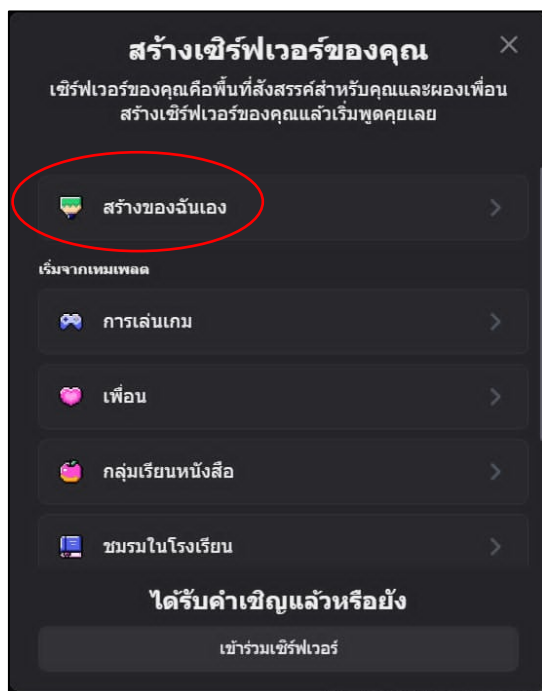 สร้างเซิร์ฟเวอร์ของคุณ
เซิร์ฟเวอร์ของคุณคือพื้นที่สังสรรค์สำหรับคุณและผองเพื่อน
สร้างเซิร์ฟเวอร์ของคุณแล้วเริ่มพูดคุยเลย
สร้างของฉันเอง
เริ่มจากเทมเพลต
การเล่นเกม
เพื่อน
กลุ่มเรียนหนังสือ
ชมรมในโรงเรียน
ได้รับคำเชิญแล้วหรือยัง
เข้าร่วมเซิร์ฟเวอร์